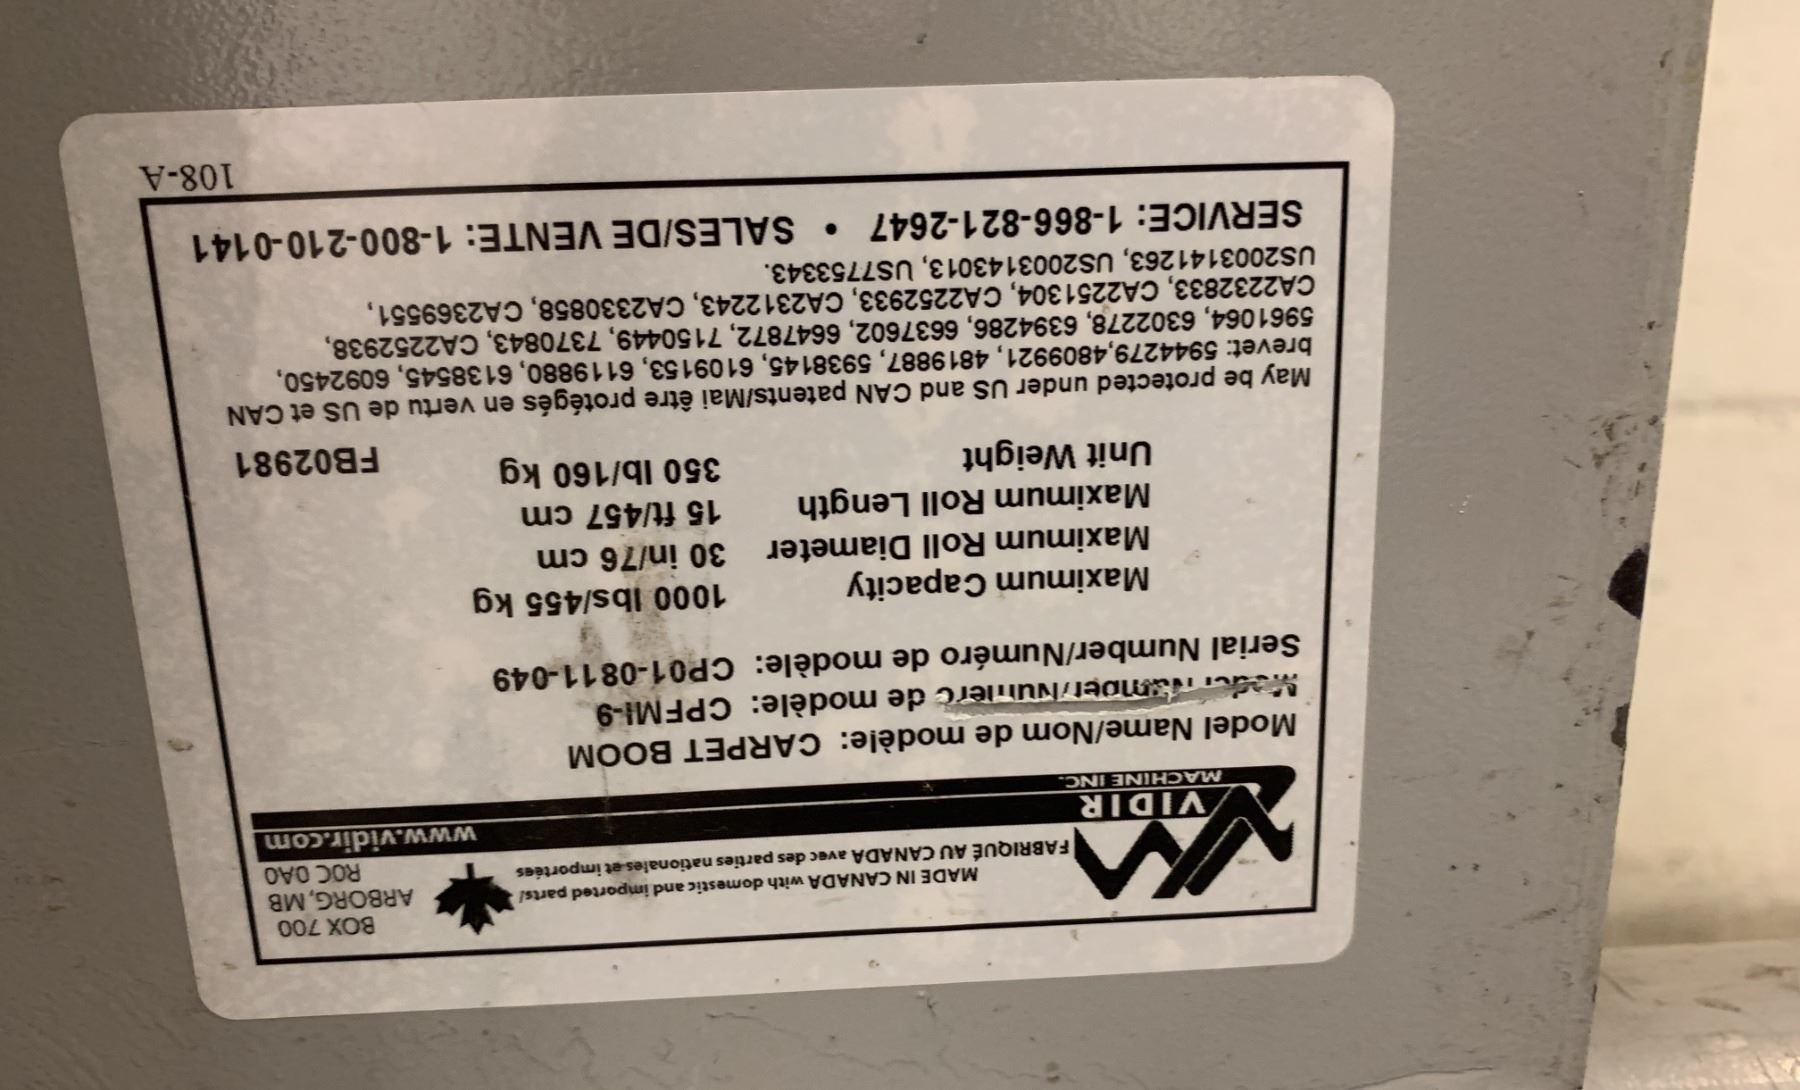 MADE IN CANADA with domestic and imported parts/
FABRIQUÉ AU CANADA avec des parties nationales et importées
BOX 700
ARBORG, MB
ROC 0A0
VIDIR
MACHINE INC.
www.vidir.com
Model Name/Nom de modèle: CARPET BOOM
Model Number/Numéro de modèle: CPFMI-9
Serial Number/Numéro de modèle: CP01-0811-049
Maximum Capacity 1000 lbs/455 kg
Maximum Roll Diameter 30 in/76 cm
Maximum Roll Length 15 ft/457 cm
Unit Weight 350 lb/160 kg FB02981
May be protected under US and CAN patents/Mai être protégés en vertu de US et CAN
brevet: 5944279,4809921, 4819887, 5938145, 6109153, 6119880, 6138545, 6092450,
5961064, 6302278, 6394286, 6637602, 6647872, 7150449, 7370843, CA2252938,
CA2232833, CA2251304, CA2252933, CA2312243, CA2330858, CA2369551,
US2003141263, US2003143013, US7753343.
SERVICE: 1-866-821-2647 • SALES/DE VENTE: 1-800-210-0141
108-A